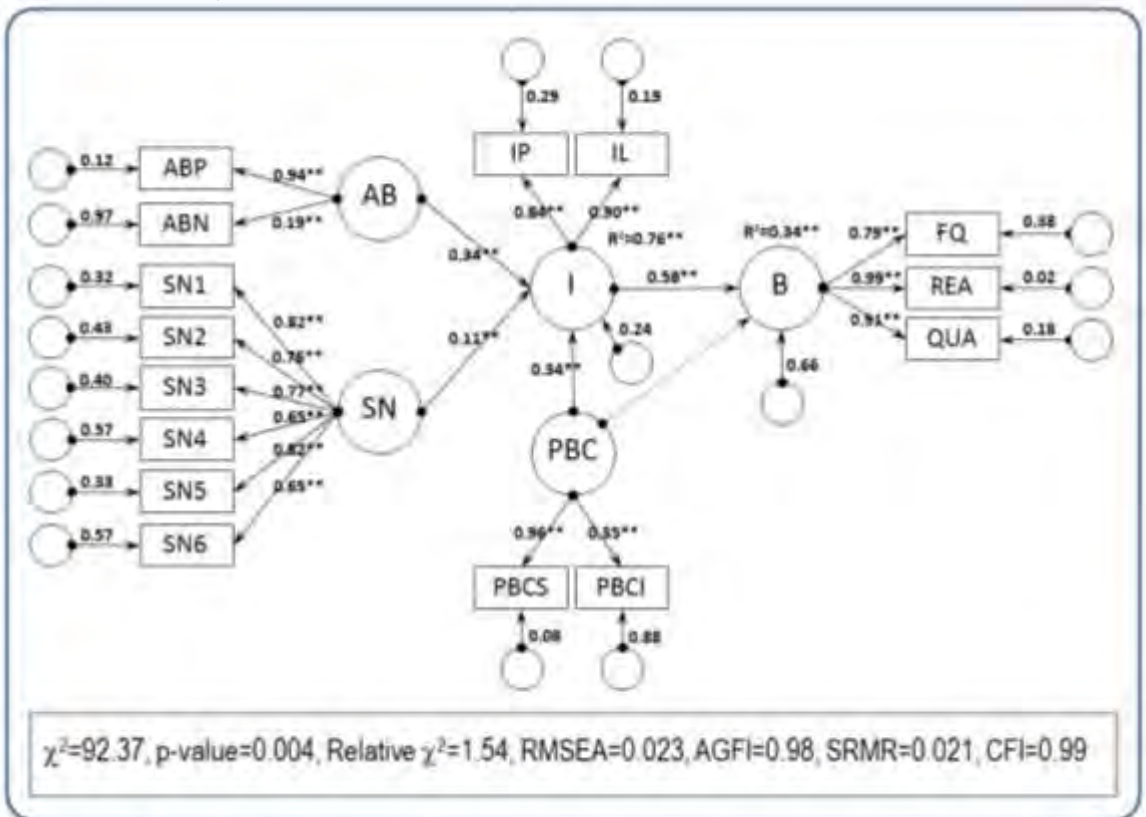 0.29
0.19
IP
IL
0.12
ABP
0.94**
AB
0.84**
0.90**
0.97
ABN
0.19**
R²=0.76**
R²=0.34**
0.79**
FQ
0.38
0.34**
I
0.58**
B
0.99**
REA
0.02
0.32
SN1
0.82**
0.91**
QUA
0.18
0.43
SN2
0.76**
0.11**
0.24
0.66
0.40
SN3
0.77**
SN
0.57
SN4
0.65**
PBC
0.33
SN5
0.82**
0.57
SN6
0.65**
0.96**
0.35**
PBCS
PBCI
0.08
0.88
χ²=92.37, p-value=0.004, Relative χ²=1.54, RMSEA=0.023, AGFI=0.98, SRMR=0.021, CFI=0.99